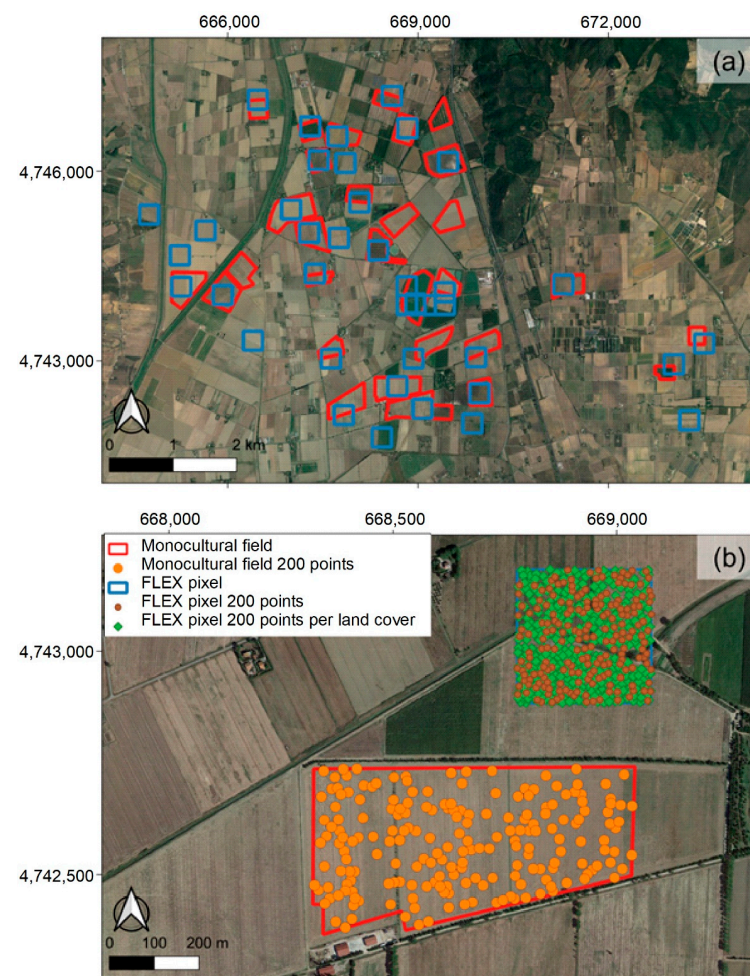 666,000 669,000 672,000
(a)
4,746,000
4,743,000
0 1 2 km
668,000 668,500 669,000
(b)
Monocultural field
Monocultural field 200 points
FLEX pixel
FLEX pixel 200 points
FLEX pixel 200 points per land cover
4,743,000
4,742,500
0 100 200 m